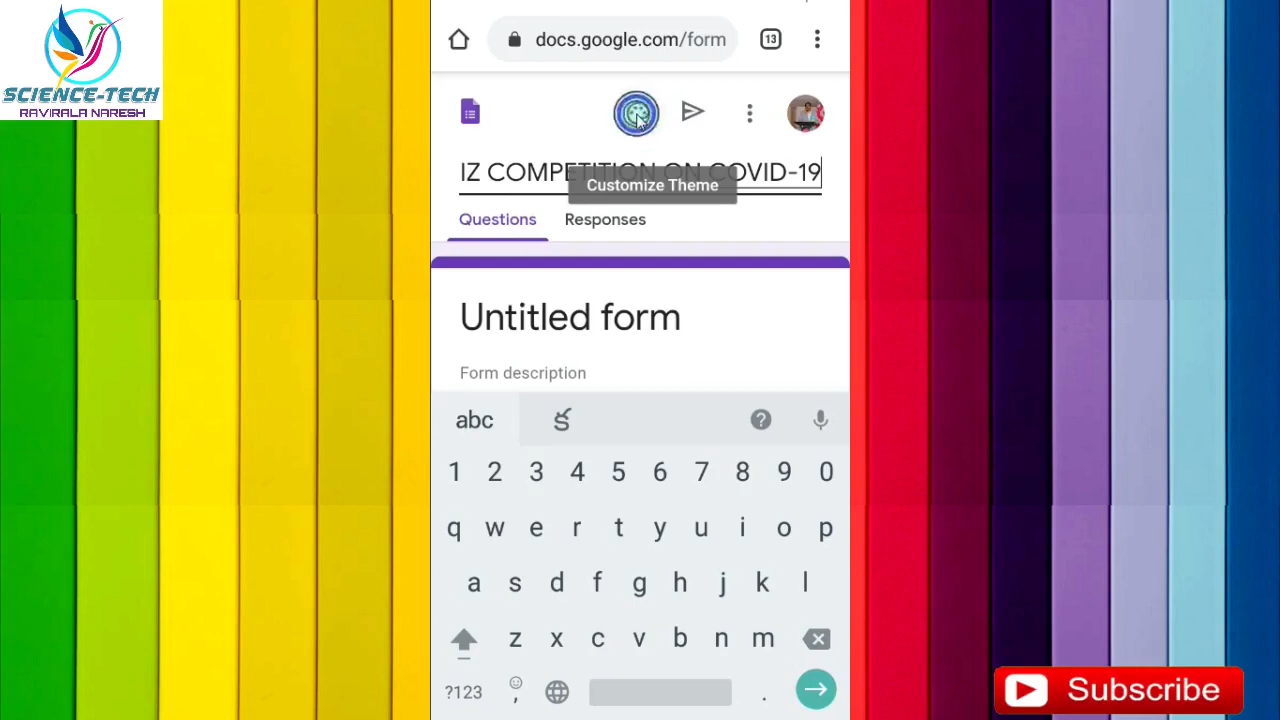 SCIENCE-TECH
RAVIRALA NARESH
docs.google.com/form
13
IZ COMPETITION ON COVID-19
Customize Theme
Questions Responses
Untitled form
Form description
abc క ?
1 2 3 4 5 6 7 8 9 0
q w e r t y u i o p
a s d f g h j k l
z x c v b n m
?123 , .
Subscribe